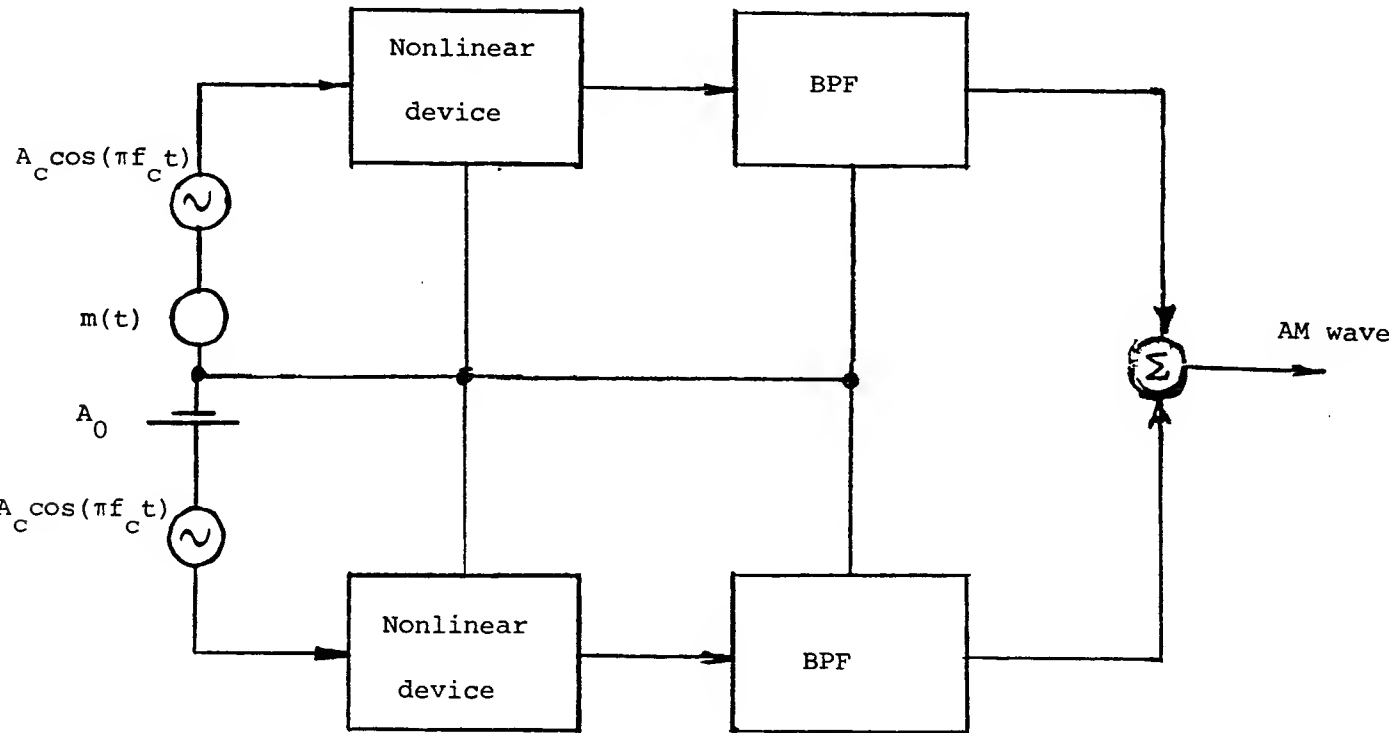 Nonlinear
device
BPF
A_c cos(πf_c t)
m(t)
AM wave
Σ
A_0
A_c cos(πf_c t)
Nonlinear
device
BPF